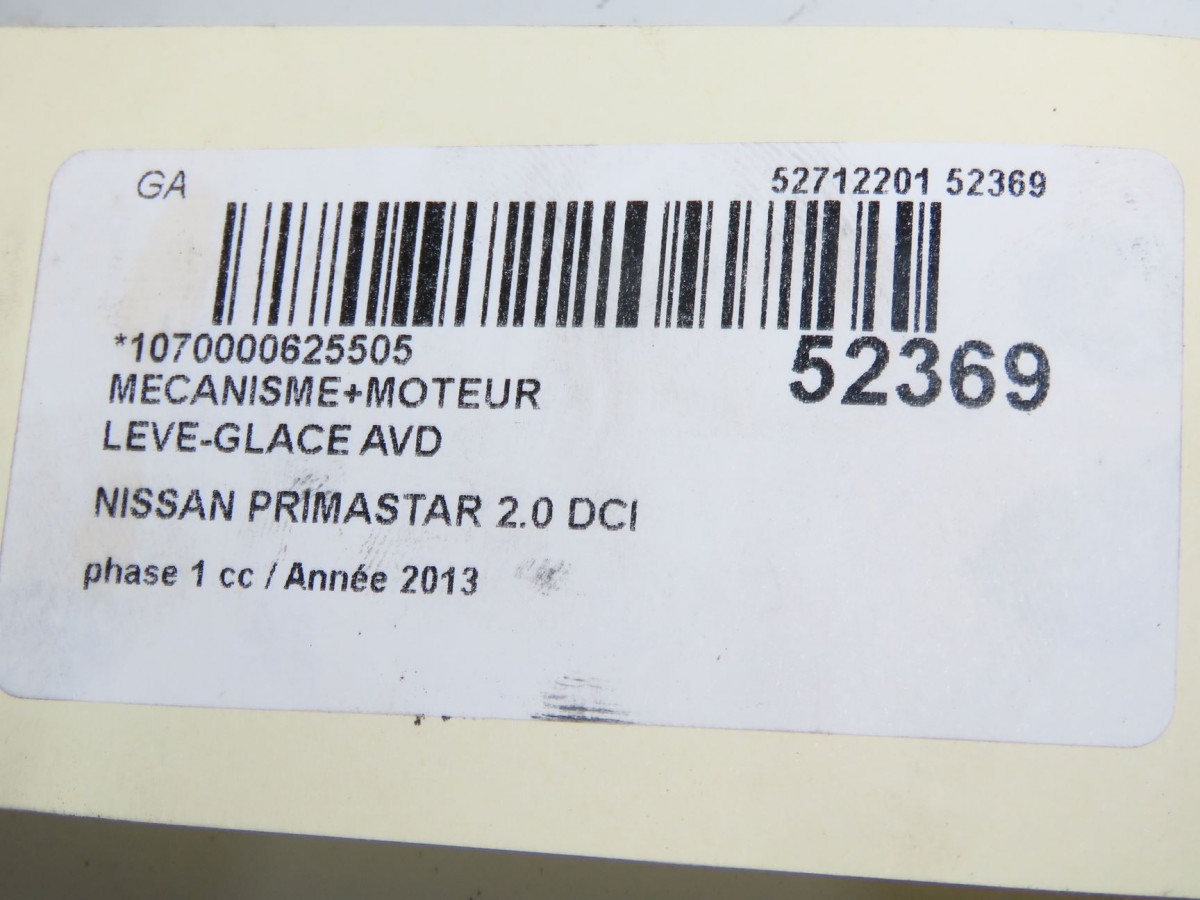 GA 52712201 52369
*1070000625505 52369
MECANISME+MOTEUR
LEVE-GLACE AVD
NISSAN PRIMASTAR 2.0 DCI
phase 1 cc / Année 2013